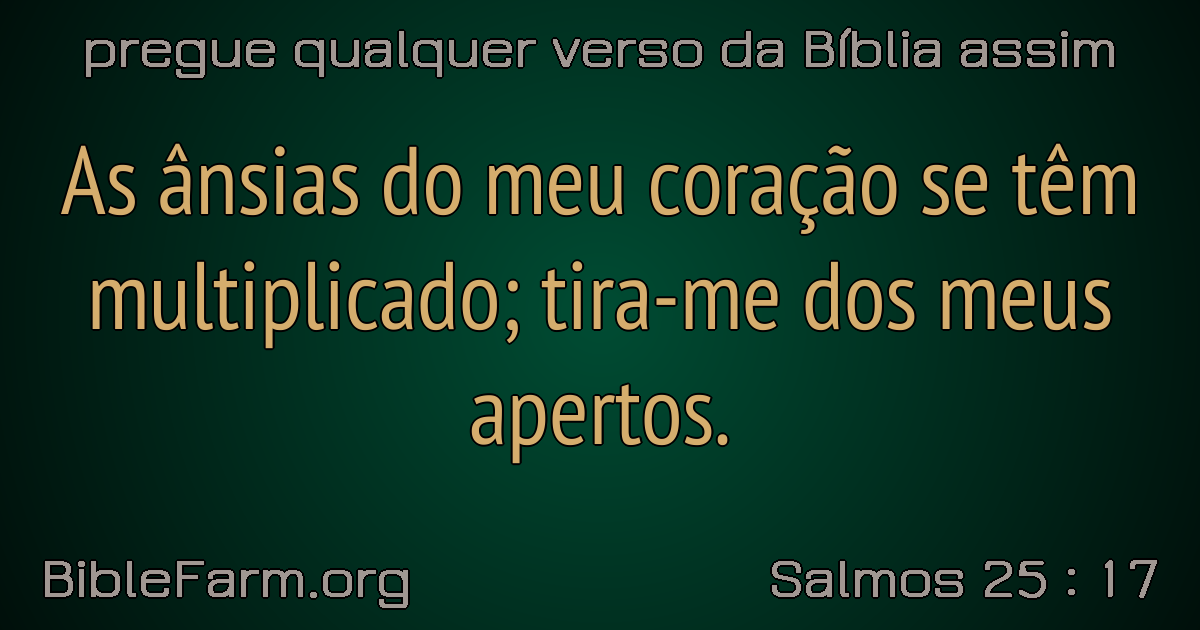 pregue qualquer verso da Bíblia assim
As ânsias do meu coração se têm
multiplicado; tira-me dos meus
apertos.
BibleFarm.org
Salmos 25 : 17